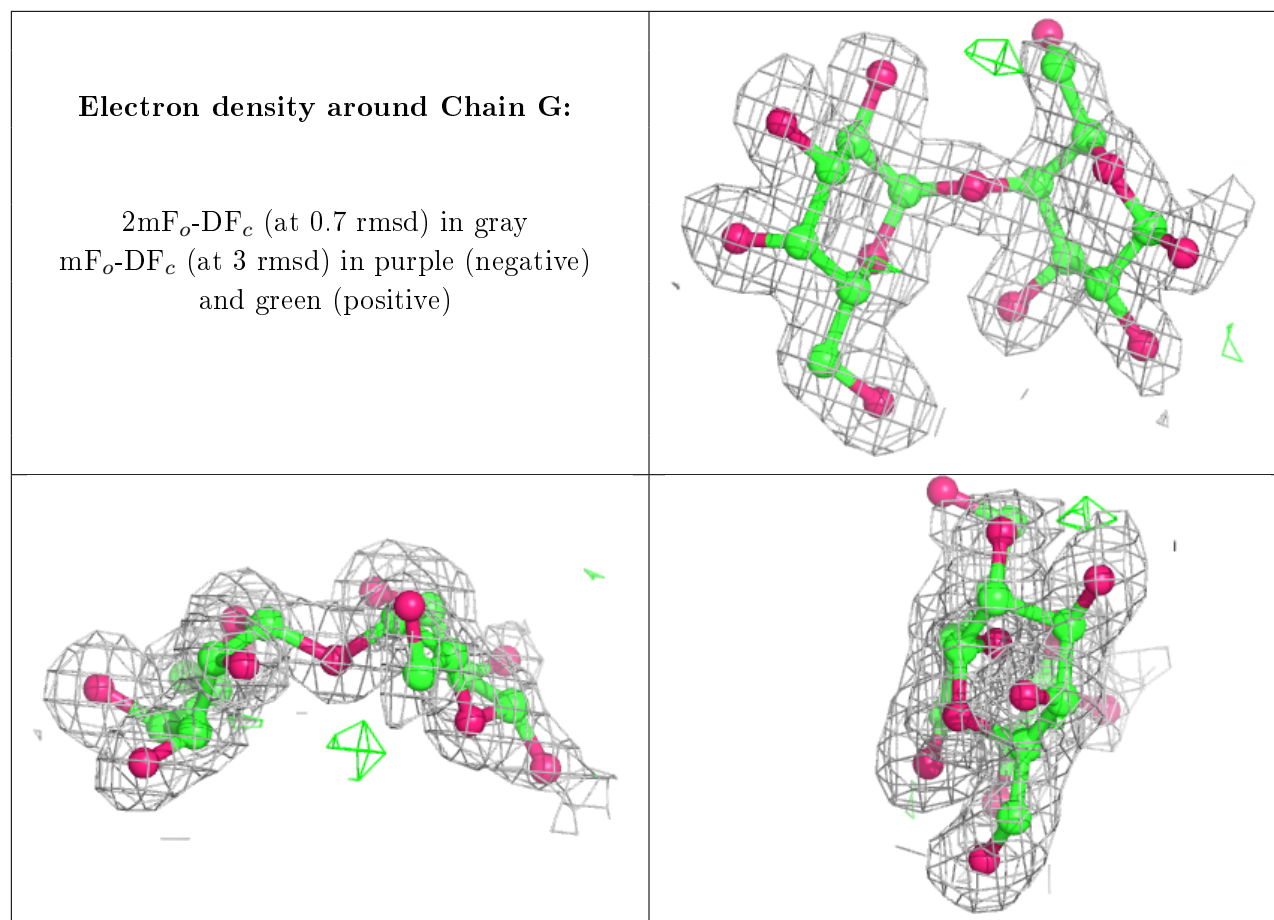 Electron density around Chain G:
2mFo-DFc (at 0.7 rmsd) in gray
mFo-DFc (at 3 rmsd) in purple (negative)
and green (positive)